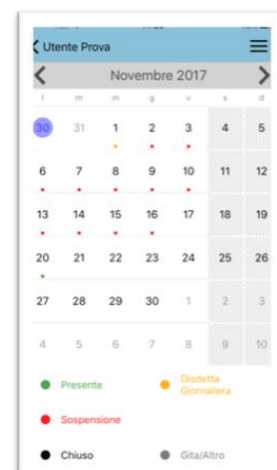 Utente Prova
Novembre 2017
l m m g v s d
30 31 1 2 3 4 5
6 7 8 9 10 11 12
13 14 15 16 17 18 19
20 21 22 23 24 25 26
27 28 29 30 1 2 3
4 5 6 7 8 9 10
Presente
Disdetta
Giornaliera
Sospensione
Chiuso
Gita/Altro